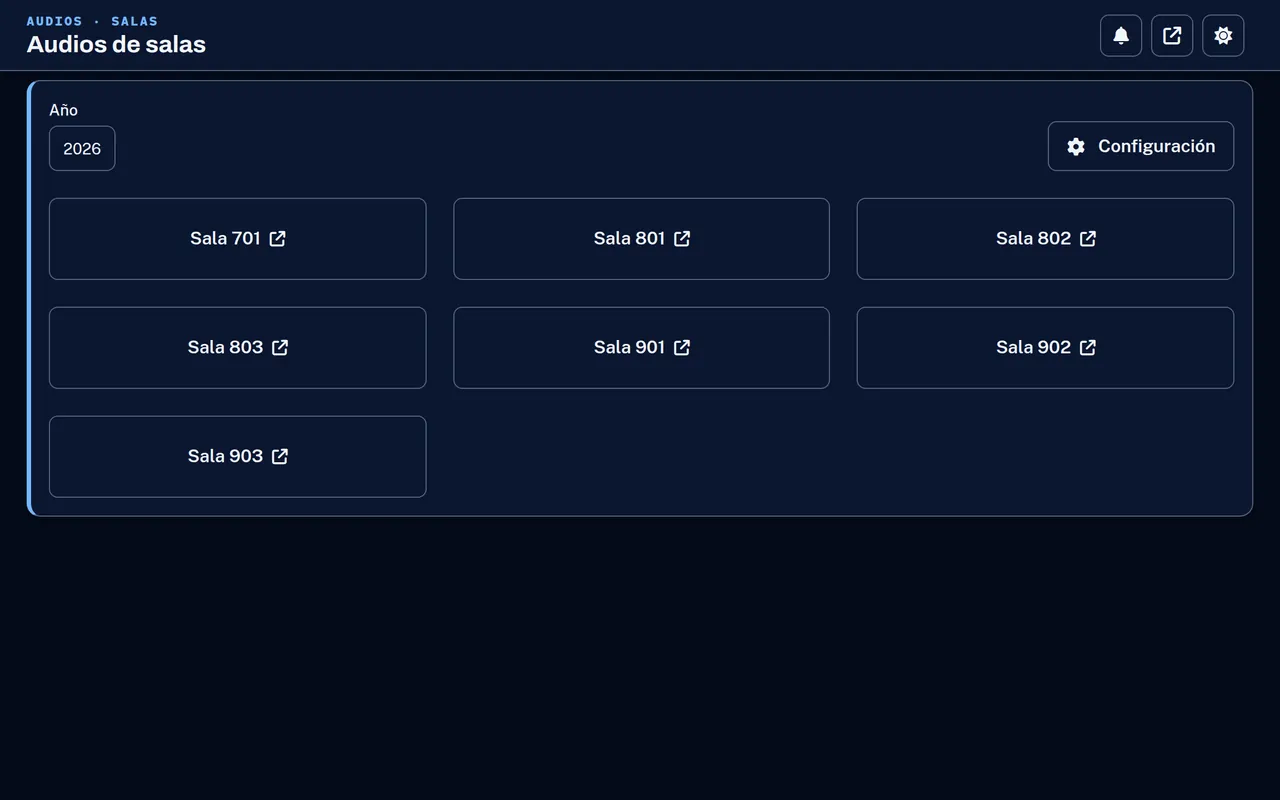 AUDIOS · SALAS
Audios de salas
Año
2026
Configuración
Sala 701
Sala 801
Sala 802
Sala 803
Sala 901
Sala 902
Sala 903